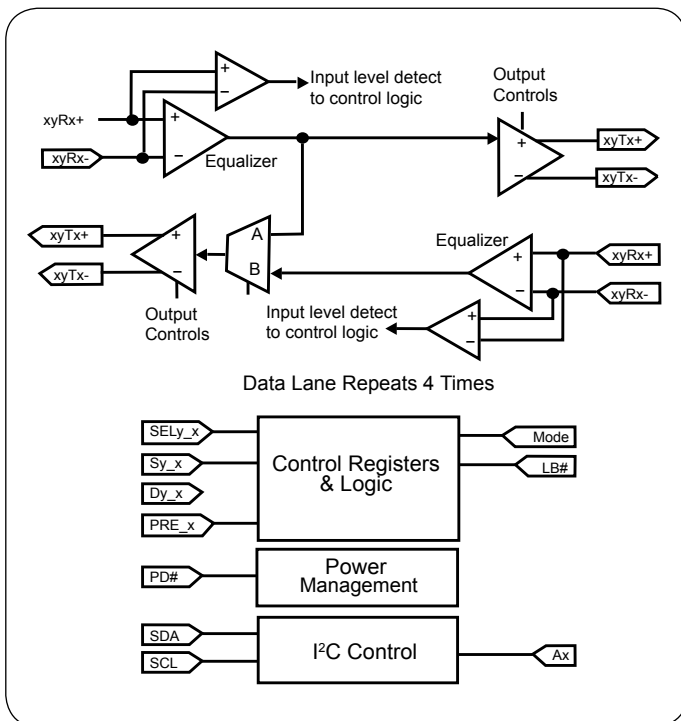 Input level detect
to control logic
Output
Controls
xyRx+
+
−
+
−
xyRx-
Equalizer
+
−
xyTx+
xyTx-
xyTx+
xyTx-
+
−
A
B
Equalizer
+
−
xyRx+
xyRx-
Output
Controls
Input level detect
to control logic
+
−
Data Lane Repeats 4 Times
SELy_x
Sy_x
Dy_x
PRE_x
Control Registers
& Logic
Mode
LB#
PD#
Power
Management
SDA
SCL
I²C Control
Ax